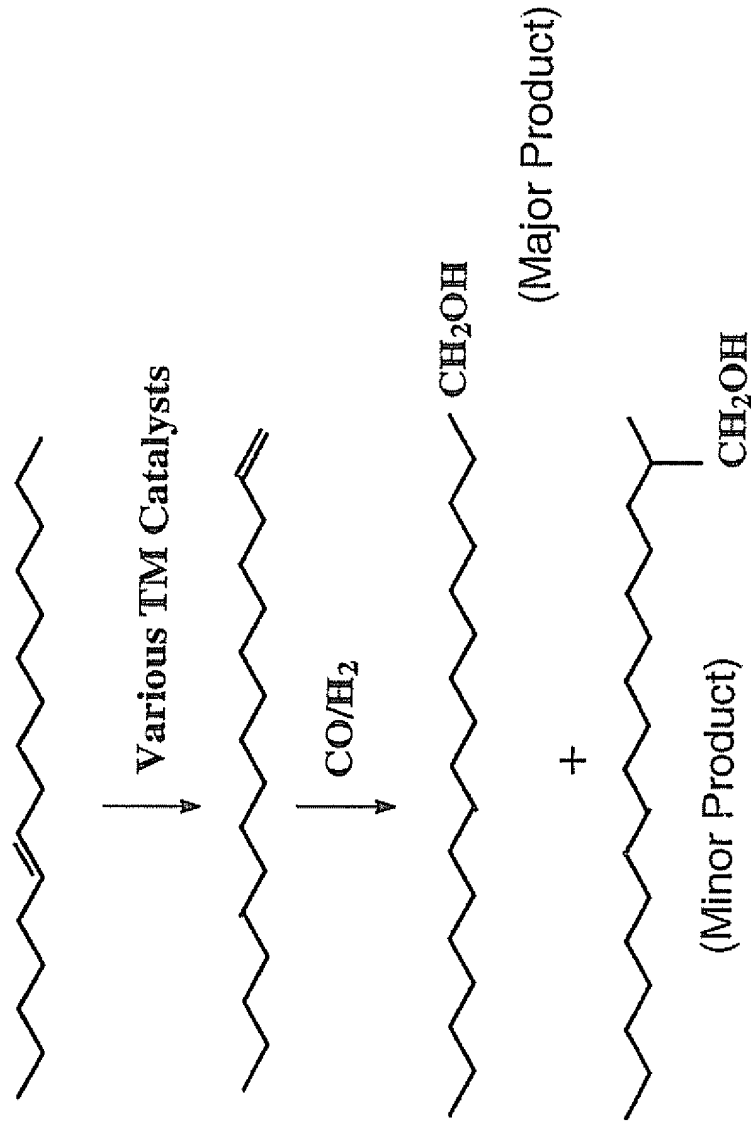 Various TM Catalysts
CO/H₂
CH₂OH
(Major Product)
+
CH₂OH
(Minor Product)